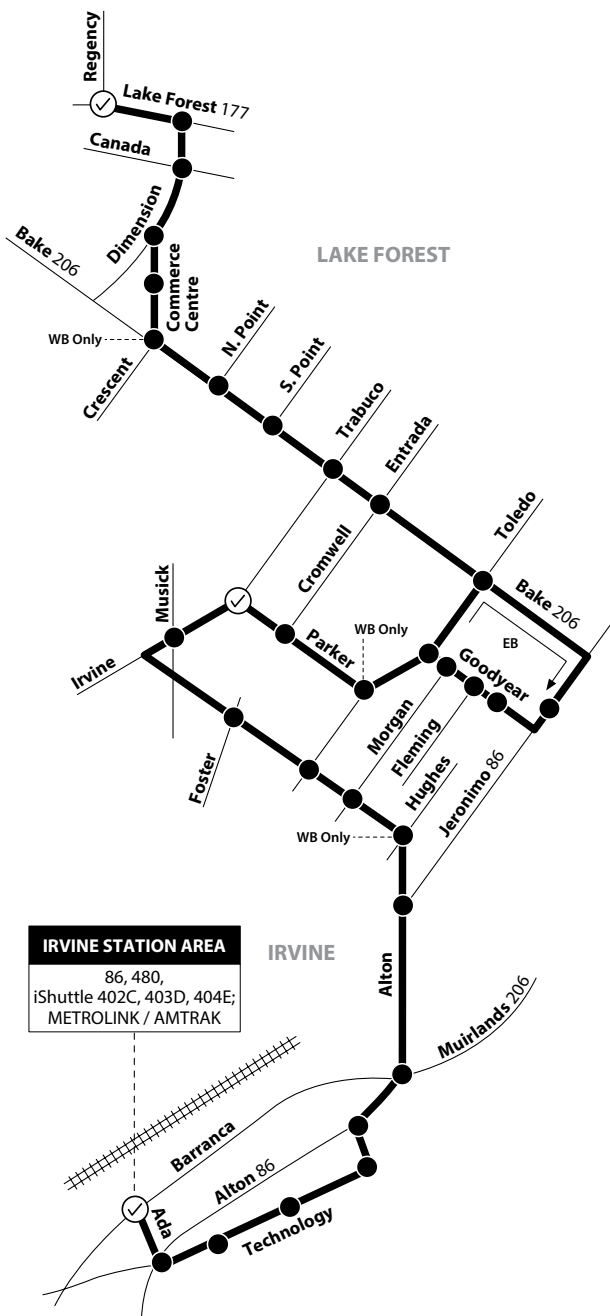 Regency
Lake Forest 177
Canada
Dimension
Bake 206
Commerce
Centre
LAKE FOREST
WB Only
Crescent
N. Point
S. Point
Trabuco
Entrada
Toledo
Cromwell
Bake 206
Musick
WB Only
EB
Parker
Goodyear
Irvine
Morgan
Fleming
Foster
Hughes
Jeronimo 86
WB Only
IRVINE STATION AREA
86, 480,
iShuttle 402C, 403D, 404E;
METROLINK / AMTRAK
IRVINE
Alton
Muirlands 206
Barranca
Alton 86
Ada
Technology